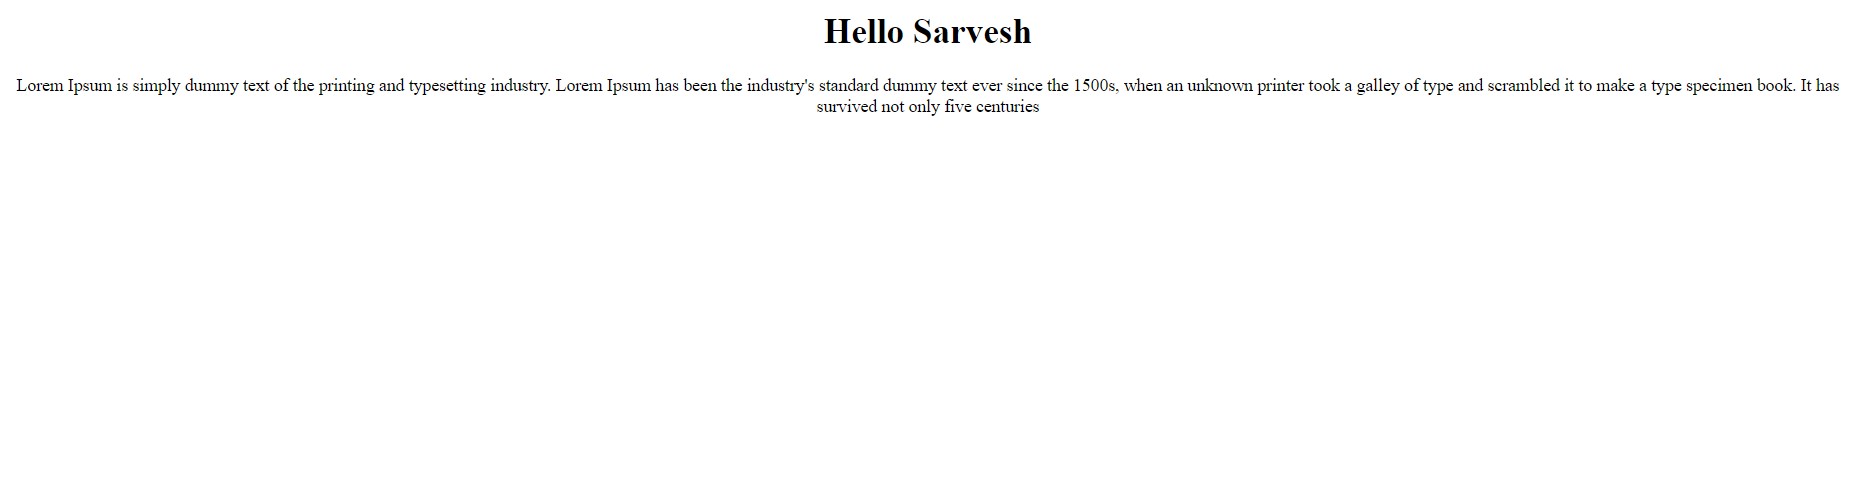 Hello Sarvesh
Lorem Ipsum is simply dummy text of the printing and typesetting industry. Lorem Ipsum has been the industry's standard dummy text ever since the 1500s, when an unknown printer took a galley of type and scrambled it to make a type specimen book. It has
survived not only five centuries